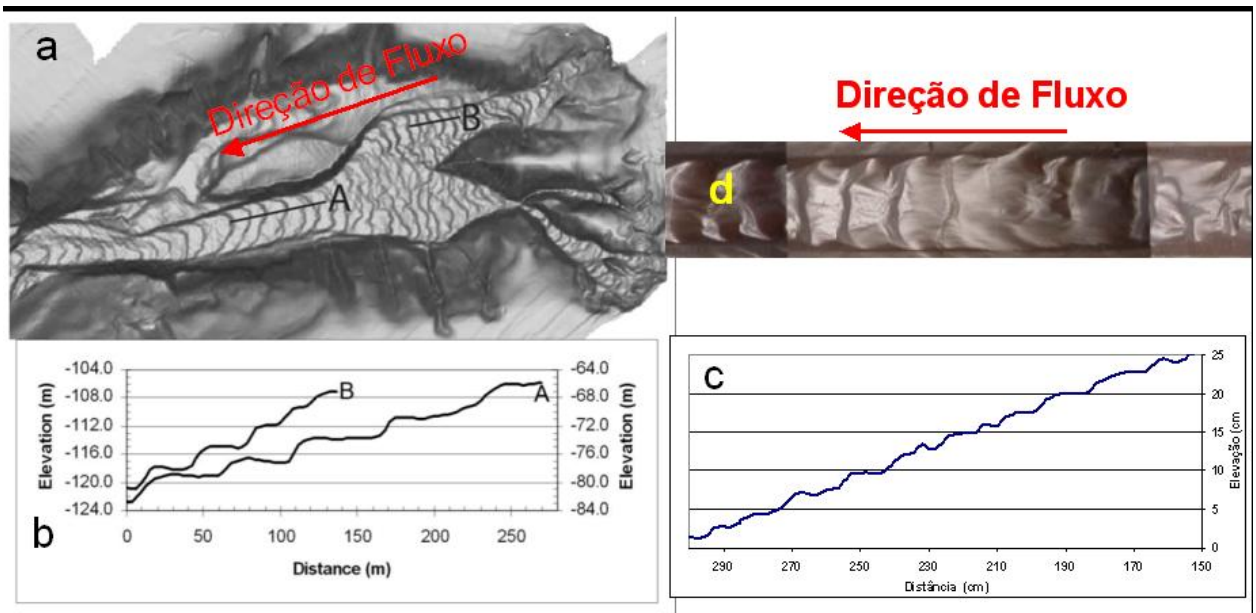 a
Direção de Fluxo
B
A
Direção de Fluxo
d
-104.0
-108.0
-112.0
-116.0
-120.0
-124.0
Elevation (m)
B
A
-64.0
-68.0
-72.0
-76.0
-80.0
-84.0
Elevation (m)
0 50 100 150 200 250
Distance (m)
b
c
25
20
15
10
5
0
Elevação (cm)
290 270 250 230 210 190 170 150
Distância (cm)